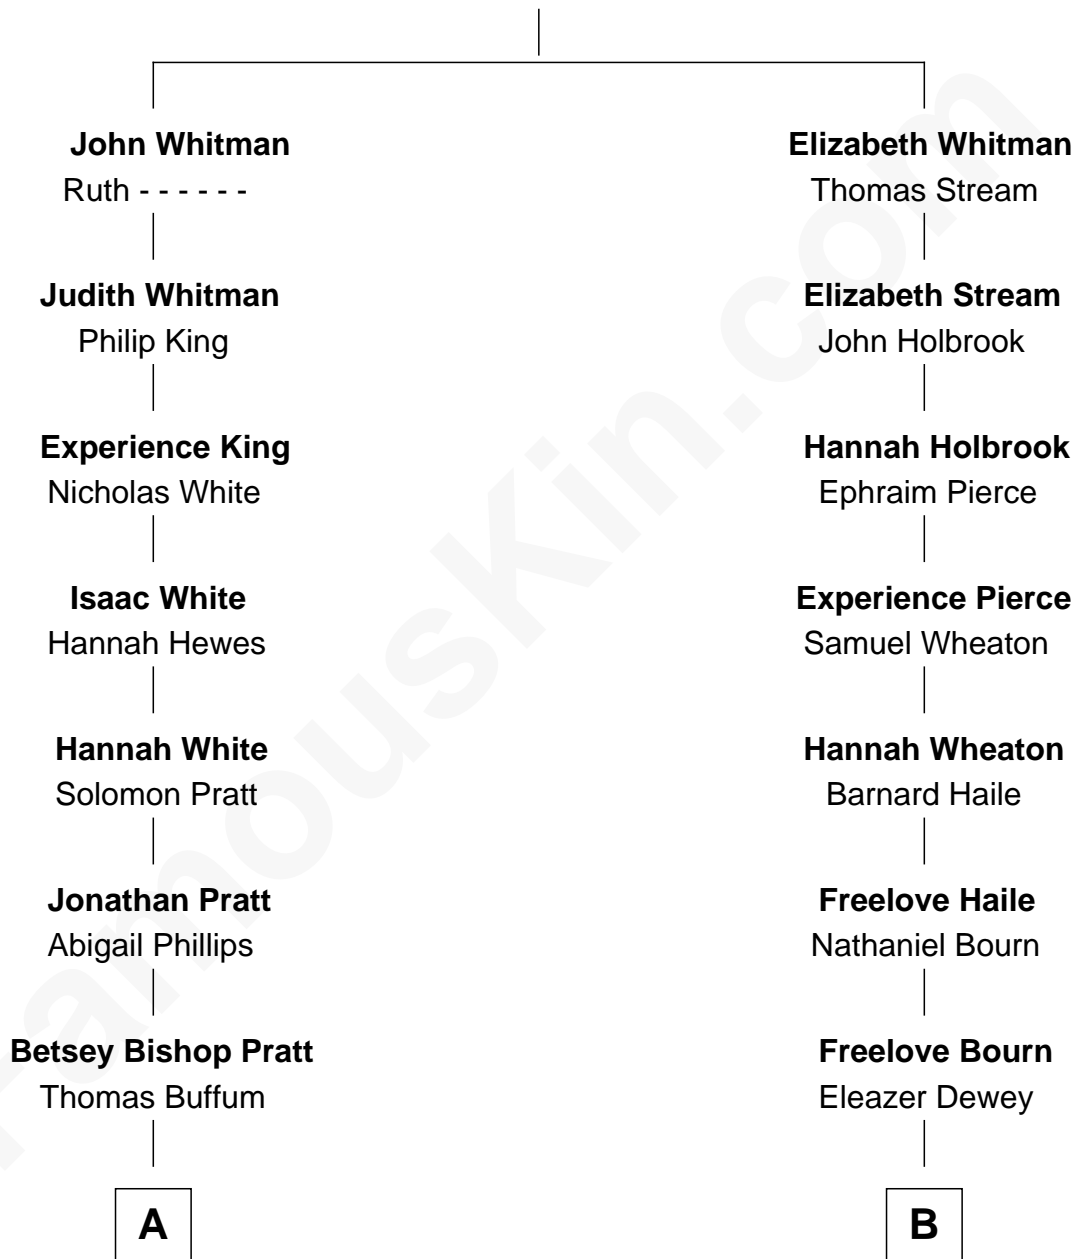 John Whitman
Ruth - - - - - -
Judith Whitman
Philip King
Experience King
Nicholas White
Isaac White
Hannah Hewes
Hannah White
Solomon Pratt
Jonathan Pratt
Abigail Phillips
Betsey Bishop Pratt
Thomas Buffum
A
Elizabeth Whitman
Thomas Stream
Elizabeth Stream
John Holbrook
Hannah Holbrook
Ephraim Pierce
Experience Pierce
Samuel Wheaton
Hannah Wheaton
Barnard Haile
Freelove Haile
Nathaniel Bourn
Freelove Bourn
Eleazer Dewey
B
FamousKin.com